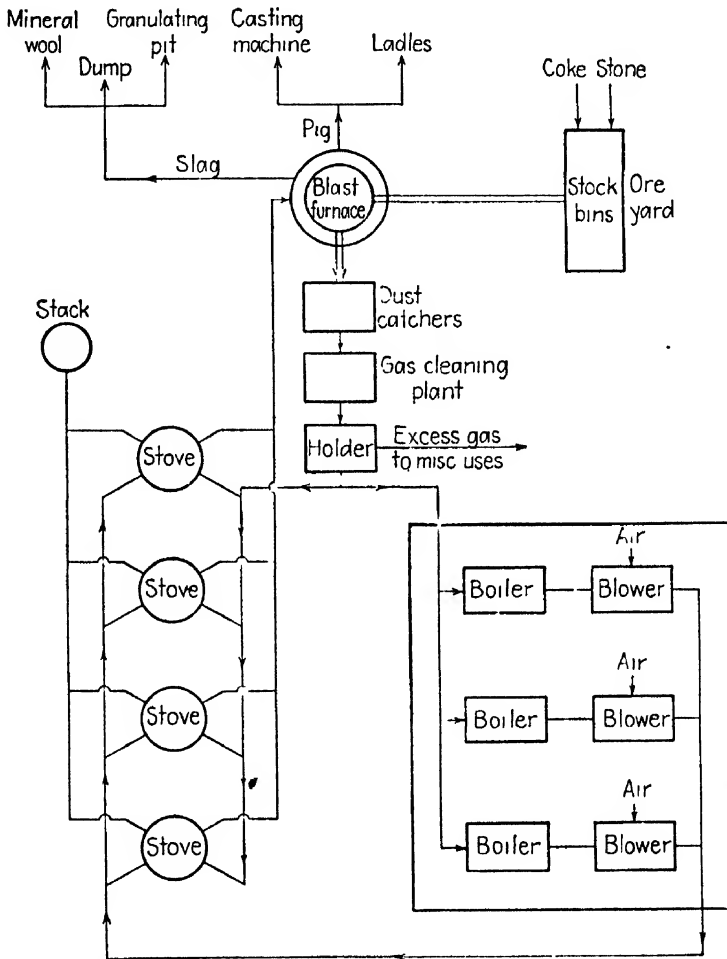 Mineral
wool
Granulating
pit
Dump
Casting
machine
Ladles
Coke Stone
Pig
Slag
Blast
furnace
Stock
bins
Ore
yard
Stack
Dust
catchers
Gas cleaning
plant
Holder
Excess gas
to misc uses
Stove
Stove
Stove
Stove
Air
Boiler
Blower
Air
Boiler
Blower
Air
Boiler
Blower